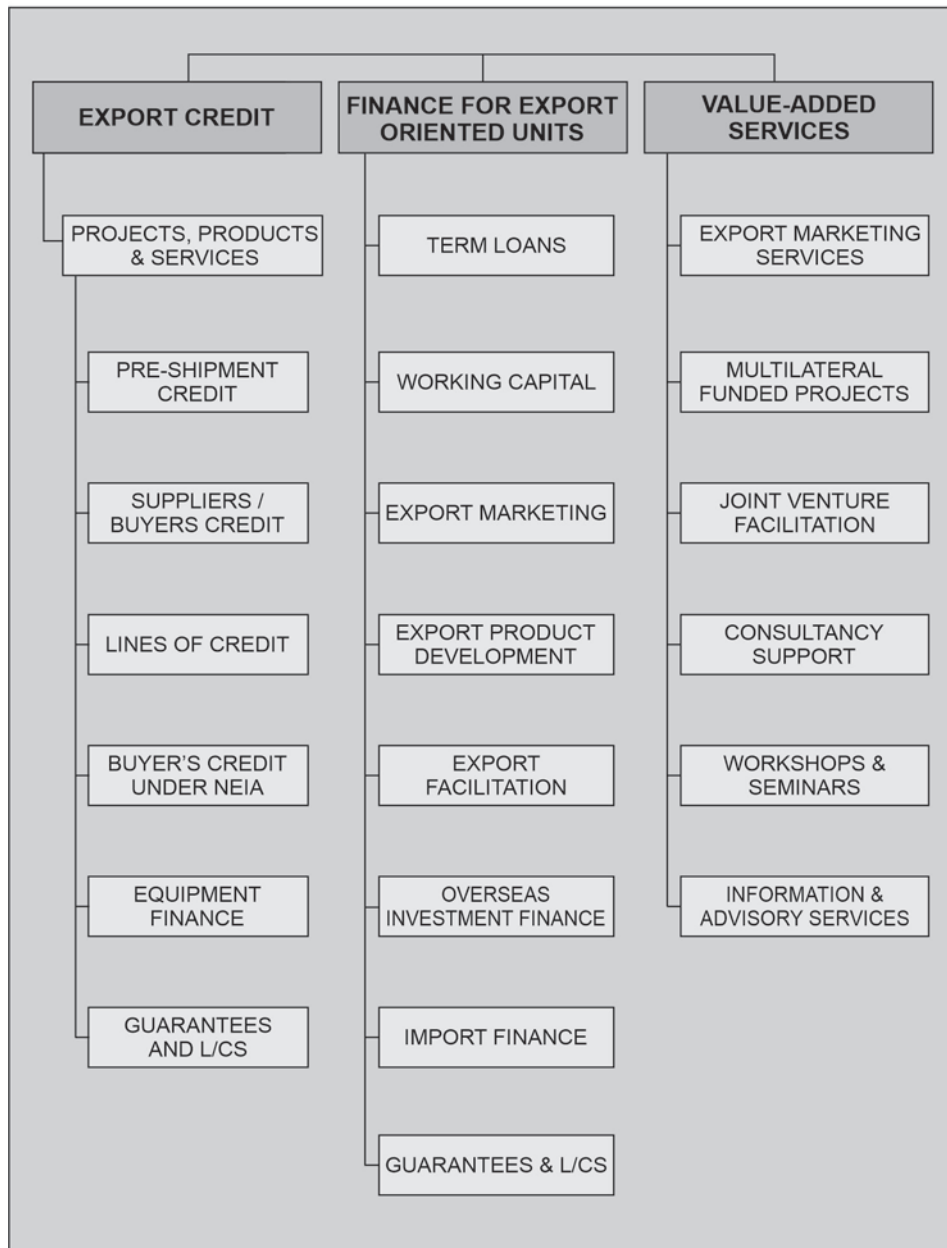 EXPORT CREDIT
PROJECTS, PRODUCTS
& SERVICES
PRE-SHIPMENT
CREDIT
SUPPLIERS /
BUYERS CREDIT
LINES OF CREDIT
BUYER’S CREDIT
UNDER NEIA
EQUIPMENT
FINANCE
GUARANTEES
AND L/CS
FINANCE FOR EXPORT
ORIENTED UNITS
TERM LOANS
WORKING CAPITAL
EXPORT MARKETING
EXPORT PRODUCT
DEVELOPMENT
EXPORT
FACILITATION
OVERSEAS
INVESTMENT FINANCE
IMPORT FINANCE
GUARANTEES & L/CS
VALUE-ADDED
SERVICES
EXPORT MARKETING
SERVICES
MULTILATERAL
FUNDED PROJECTS
JOINT VENTURE
FACILITATION
CONSULTANCY
SUPPORT
WORKSHOPS &
SEMINARS
INFORMATION &
ADVISORY SERVICES